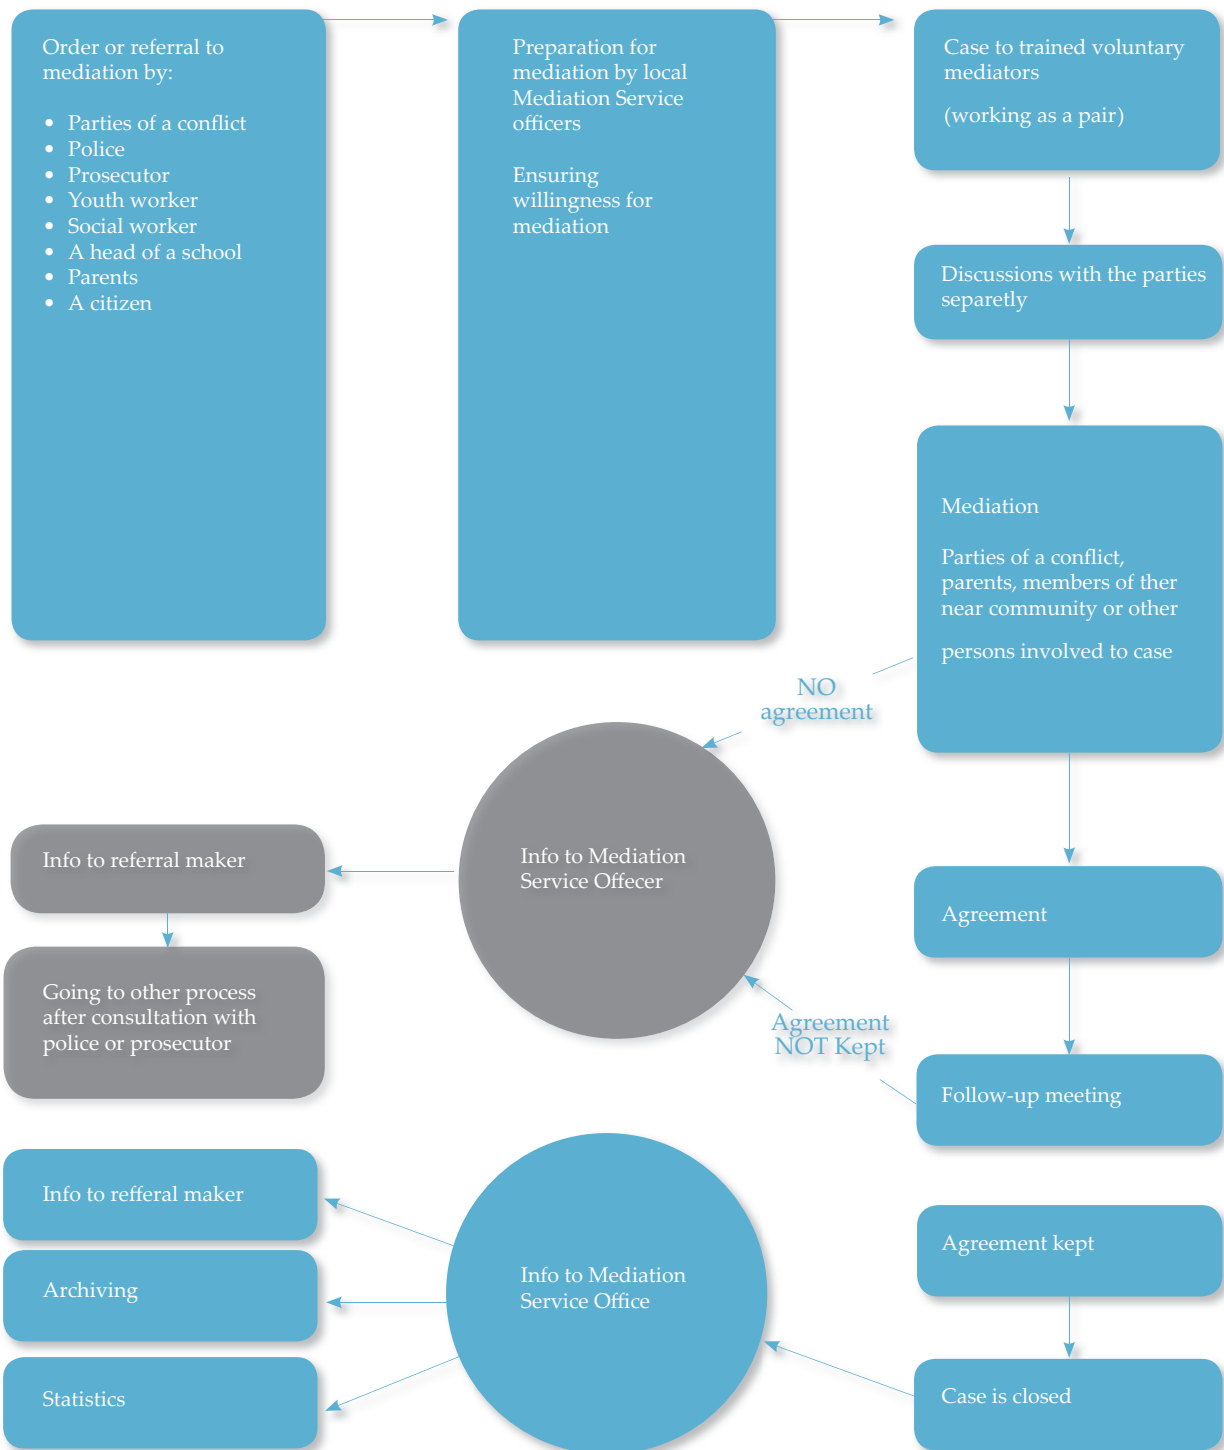 Order or referral to
mediation by:
• Parties of a conflict
• Police
• Prosecutor
• Youth worker
• Social worker
• A head of a school
• Parents
• A citizen
Preparation for
mediation by local
Mediation Service
officers
Ensuring
willingness for
mediation
Case to trained voluntary
mediators
(working as a pair)
Discussions with the parties
separetly
Mediation
Parties of a conflict,
parents, members of ther
near community or other
persons involved to case
NO
agreement
Info to Mediation
Service Offecer
Info to referral maker
Going to other process
after consultation with
police or prosecutor
Agreement
Agreement
NOT Kept
Follow-up meeting
Agreement kept
Case is closed
Info to Mediation
Service Office
Info to refferal maker
Archiving
Statistics